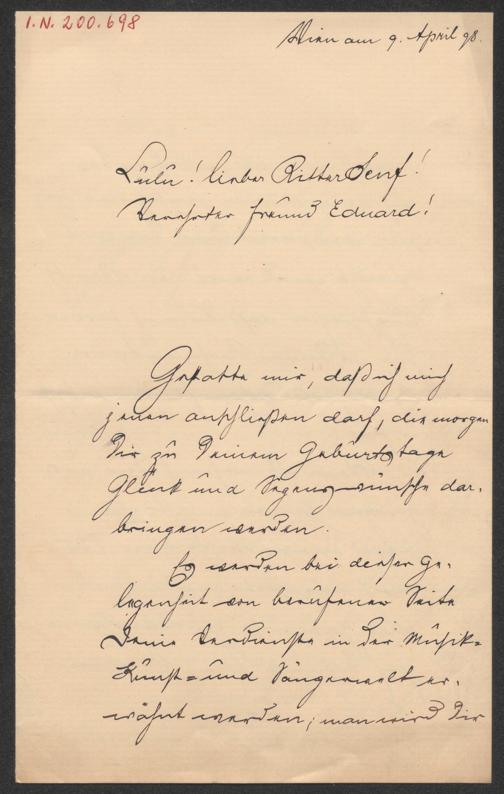 I.N. 200.698
Wien am 9. April 98.
Lulu! lieber Ritter Senf!
Verehrter Freund Eduard!
Gestatte mir, daß ich mich
jenen anschließen darf, die morgen
Dir zu Deinem Geburtstage
Glück und Segenswünsche dar-
bringen werden.
Es werden bei dieser Ge-
legenheit von berufener Seite
Deine Verdienste in der Musik-
Kunst- und Sängerwelt er-
wähnt werden; man wird Dir